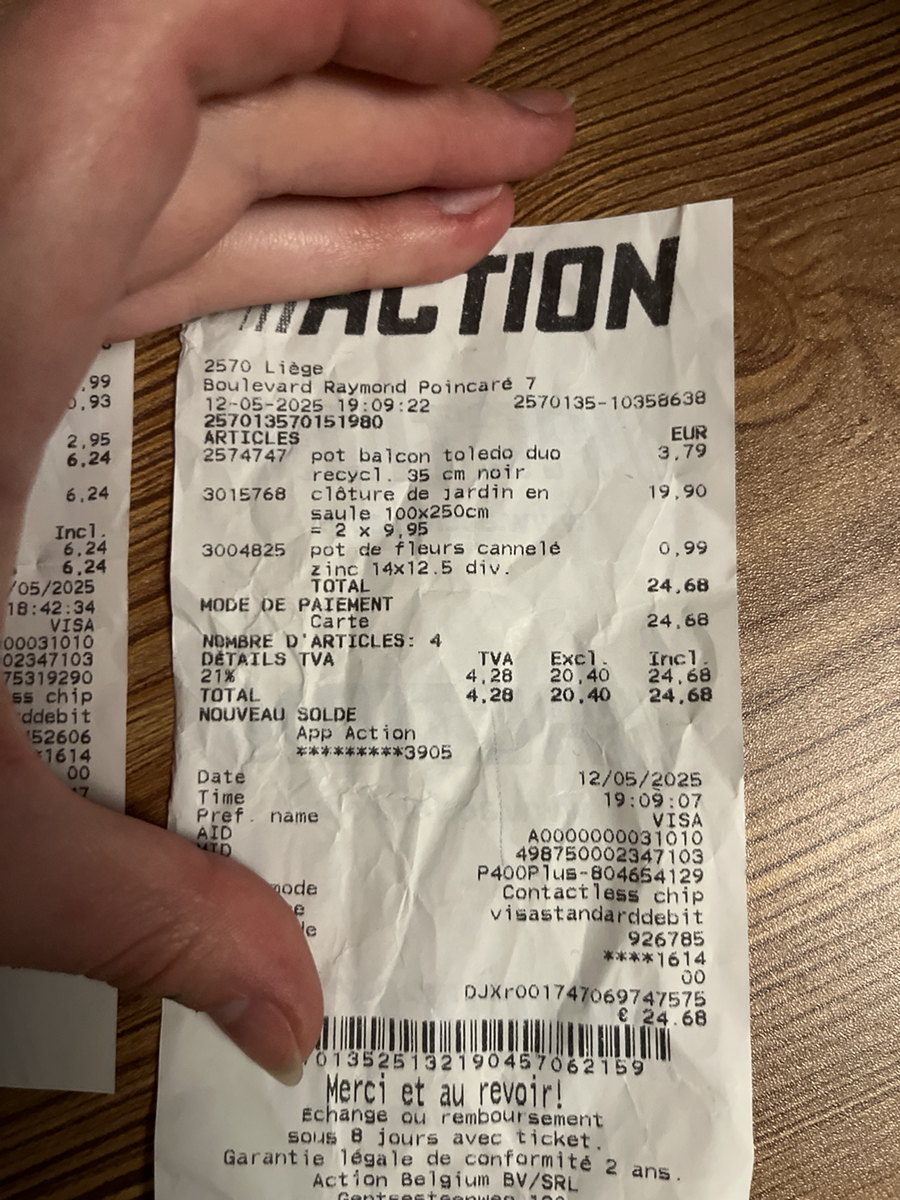 ACTION
2570 Liège
Boulevard Raymond Poincaré 7
12-05-2025 19:09:22 2570135-10358638
257013570151980
ARTICLES EUR
2574747 pot balcon toledo duo 3,79
recycl. 35 cm noir
3015768 clôture de jardin en 19,90
saule 100x250cm
= 2 x 9,95
3004825 pot de fleurs cannelé 0,99
zinc 14x12.5 div.
TOTAL 24,68
MODE DE PAIEMENT
Carte 24,68
NOMBRE D'ARTICLES: 4
DÉTAILS TVA TVA Excl. Incl.
21% 4,28 20,40 24,68
TOTAL 4,28 20,40 24,68
NOUVEAU SOLDE
App Action
*********3905
Date 12/05/2025
Time 19:09:07
Pref. name VISA
AID A0000000031010
MID 498750002347103
P400Plus-804654129
mode Contactless chip
visastandarddebit
926785
****1614
00
DJXr001747069747575
€ 24.68
013525132190457062159
Merci et au revoir!
Échange ou remboursement
sous 8 jours avec ticket.
Garantie légale de conformité 2 ans.
Action Belgium BV/SRL
,99
0,93
2,95
6,24
6,24
Incl.
6,24
6,24
/05/2025
18:42:34
VISA
00031010
02347103
75319290
ss chip
ddebit
52606
*1614
00